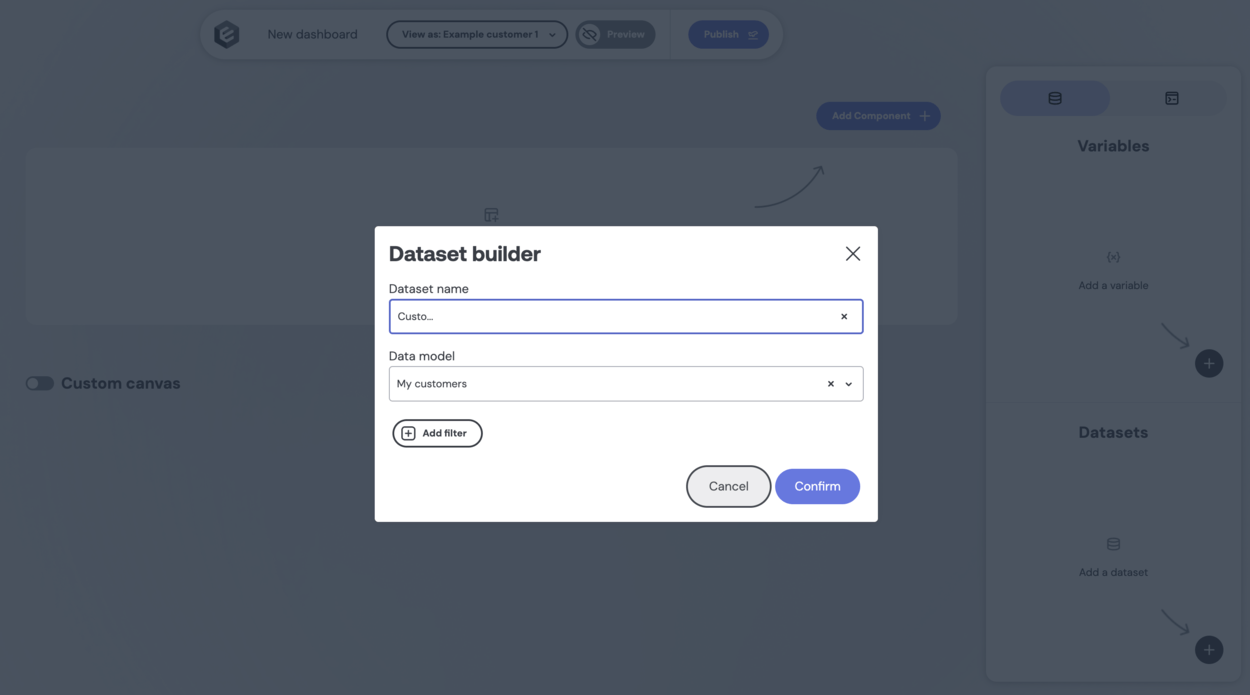 New dashboard
View as: Example customer 1
Preview
Publish
Add Component
Variables
Add a variable
Dataset builder
Dataset name
Custo...
Data model
My customers
Add filter
Cancel
Confirm
Custom canvas
Datasets
Add a dataset